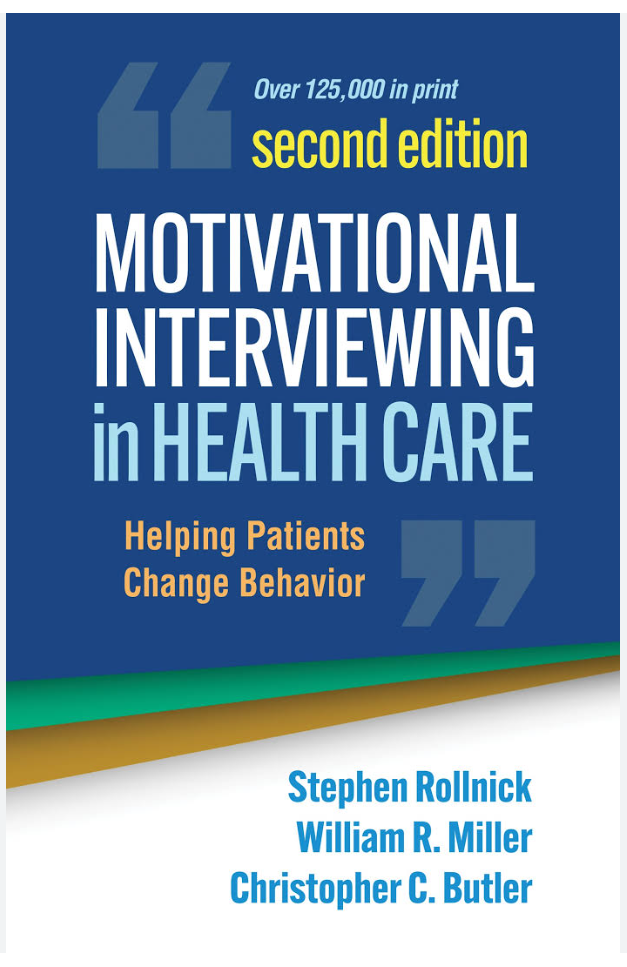 Over 125,000 in print
second edition
MOTIVATIONAL
INTERVIEWING
in HEALTH CARE
Helping Patients
Change Behavior
Stephen Rollnick
William R. Miller
Christopher C. Butler